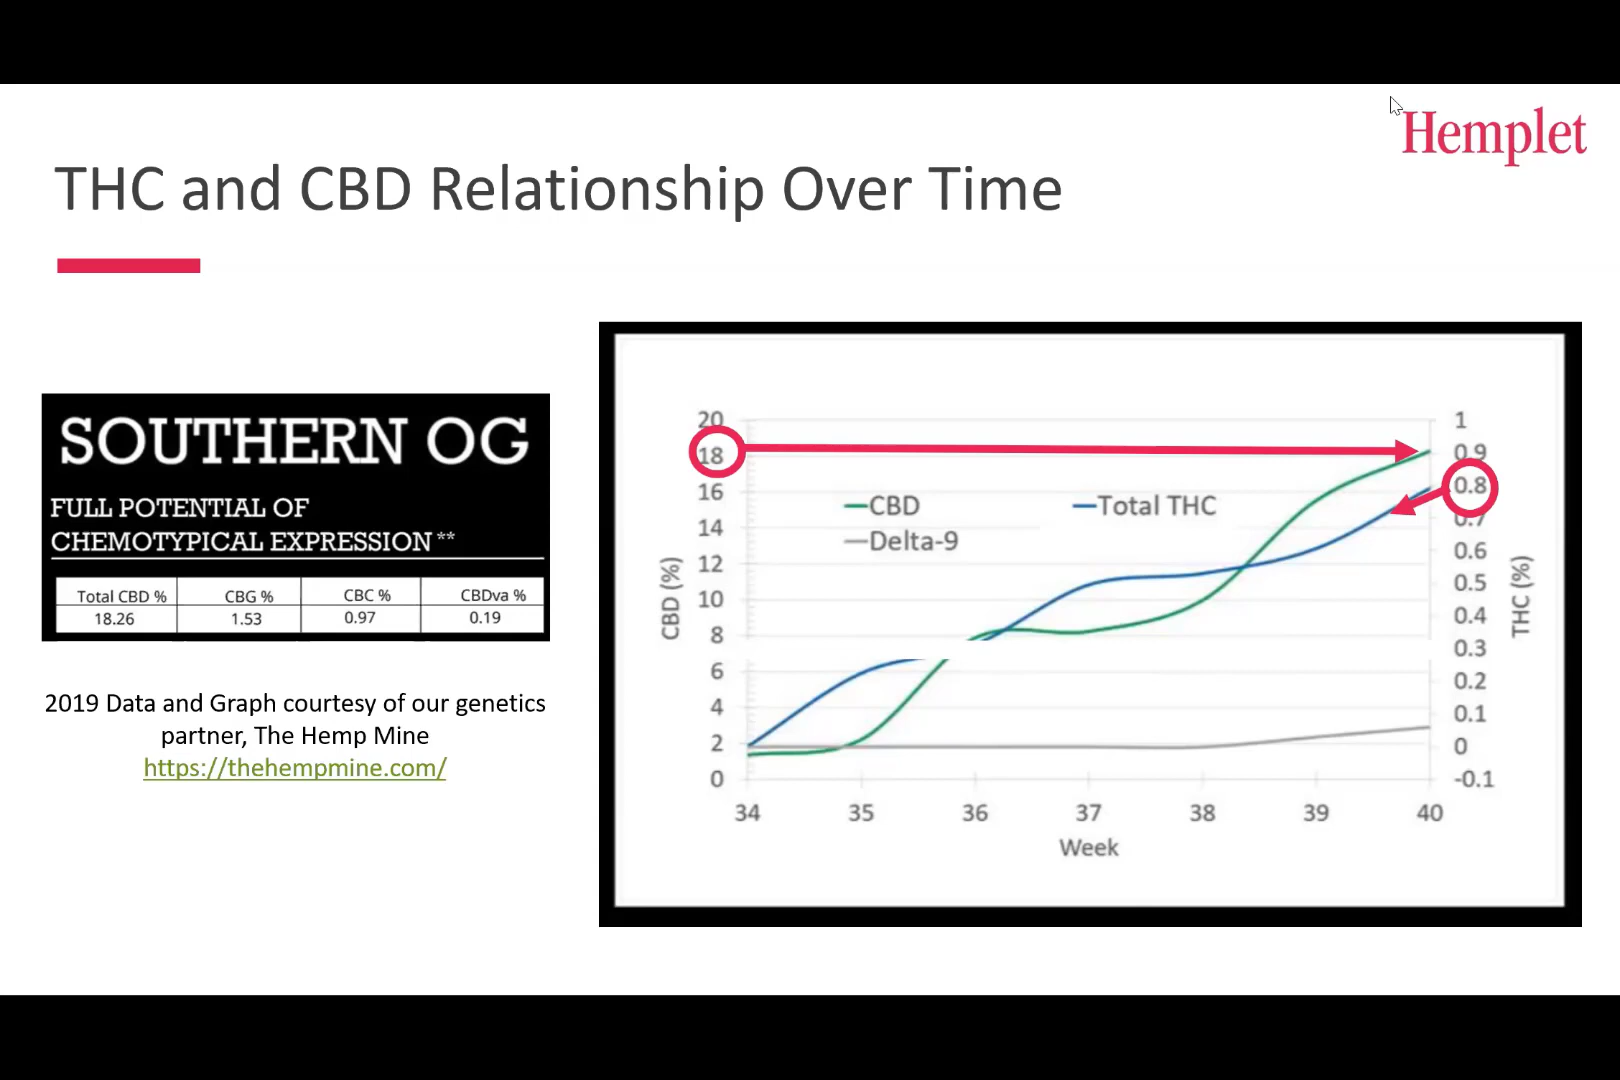 Hemplet
THC and CBD Relationship Over Time
SOUTHERN OG
FULL POTENTIAL OF
CHEMOTYPICAL EXPRESSION**
Total CBD % CBG % CBC % CBDva %
18.26 1.53 0.97 0.19
2019 Data and Graph courtesy of our genetics
partner, The Hemp Mine
https://thehempmine.com/
CBD Total THC
Delta-9
CBD (%)
20
18
16
14
12
10
8
6
4
2
0
1
0.9
0.8
0.7
0.6
0.5
0.4
0.3
0.2
0.1
0
-0.1
THC (%)
34 35 36 37 38 39 40
Week